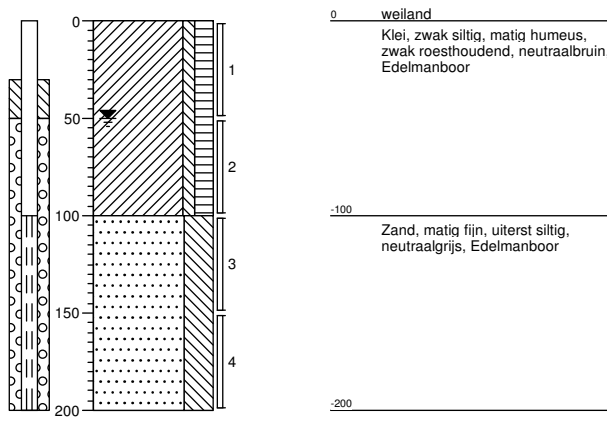 0
50
100
150
200
1
2
3
4
0
weiland
Klei, zwak siltig, matig humeus,
zwak roesthoudend, neutraalbruin,
Edelmanboor
-100
Zand, matig fijn, uiterst siltig,
neutraalgrijs, Edelmanboor
-200